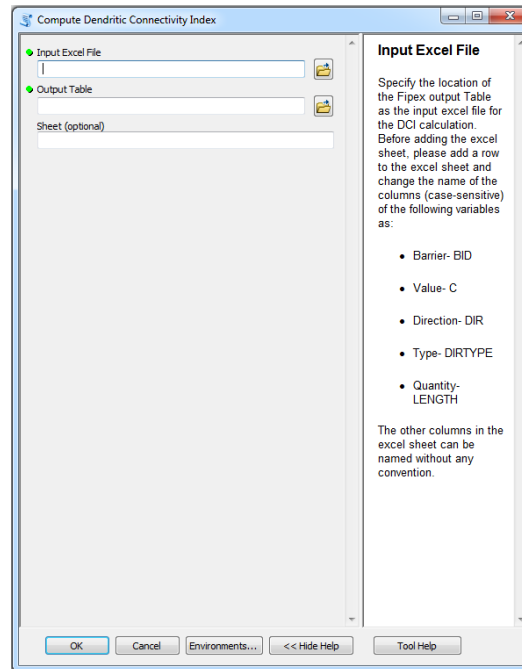 Compute Dendritic Connectivity Index
Input Excel File
Output Table
Sheet (optional)
Input Excel File
Specify the location of
the Fipex output Table
as the input excel file for
the DCI calculation.
Before adding the excel
sheet, please add a row
to the excel sheet and
change the name of the
columns (case-sensitive)
of the following variables
as:
• Barrier- BID
• Value- C
• Direction- DIR
• Type- DIRTYPE
• Quantity-
LENGTH
The other columns in the
excel sheet can be
named without any
convention.
OK
Cancel
Environments...
<< Hide Help
Tool Help